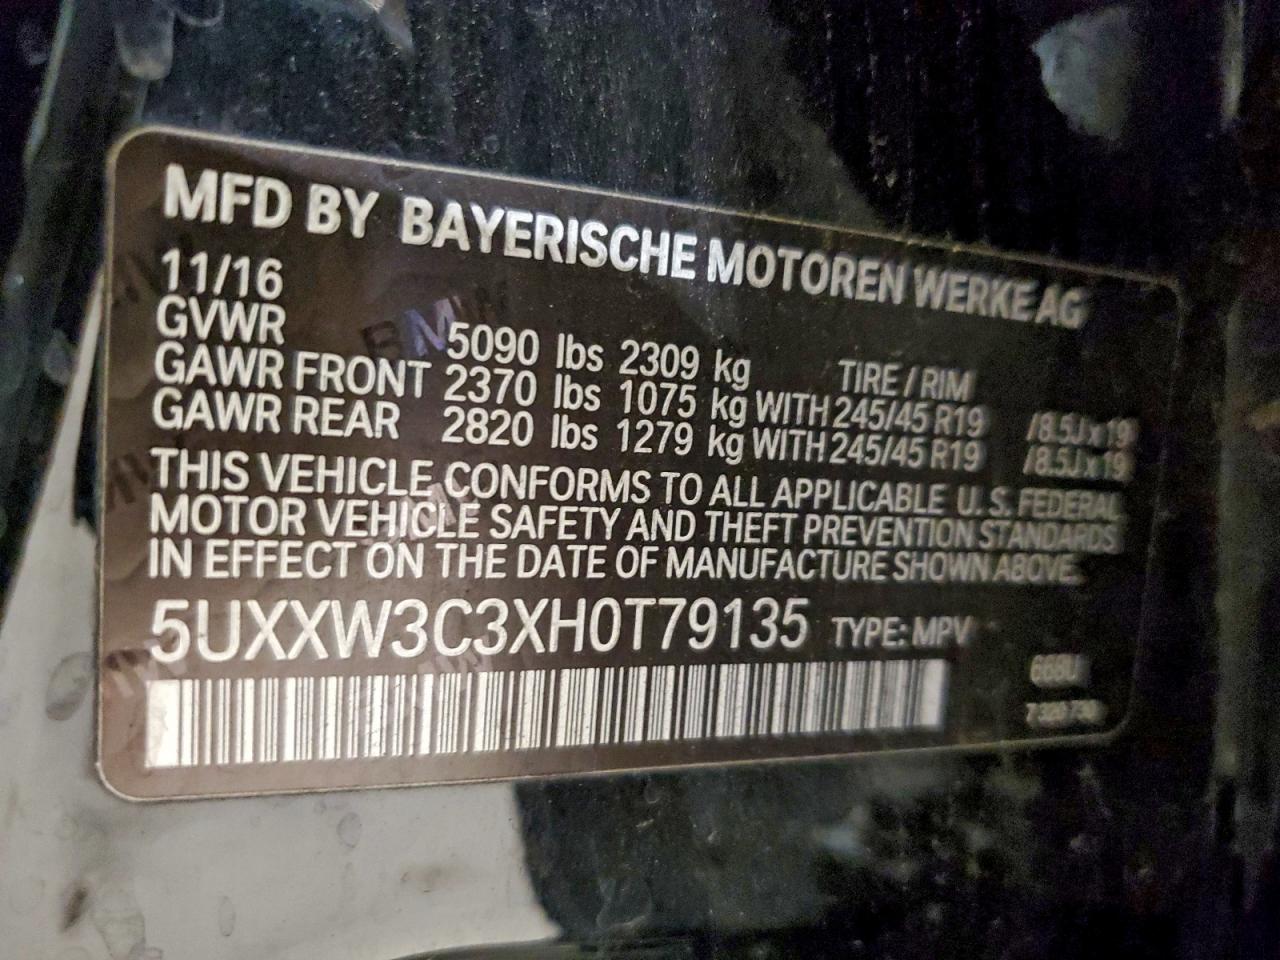 MFD BY BAYERISCHE MOTOREN WERKE AG
11/16
GVWR 5090 lbs 2309 kg TIRE / RIM
GAWR FRONT 2370 lbs 1075 kg WITH 245/45 R19 /8.5J x 19
GAWR REAR 2820 lbs 1279 kg WITH 245/45 R19 /8.5J x 19
THIS VEHICLE CONFORMS TO ALL APPLICABLE U.S. FEDERAL
MOTOR VEHICLE SAFETY AND THEFT PREVENTION STANDARDS
IN EFFECT ON THE DATE OF MANUFACTURE SHOWN ABOVE.
5UXXW3C3XH0T79135 TYPE: MPV
668U